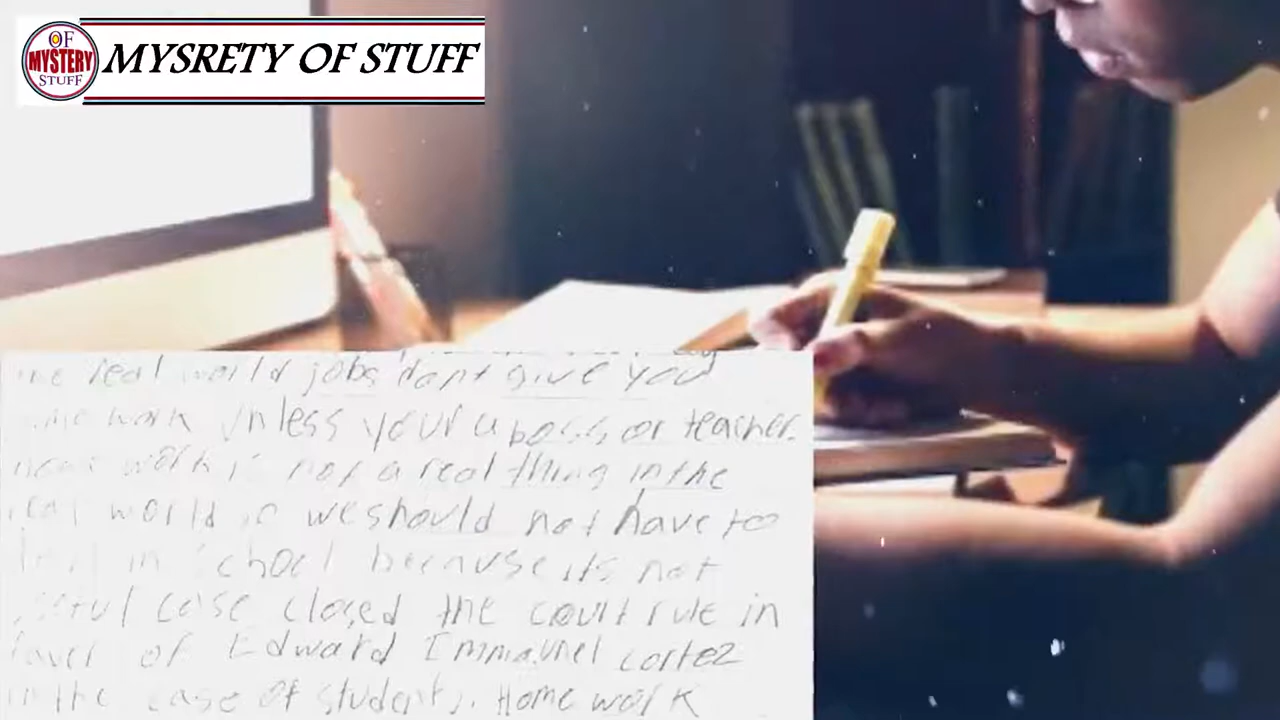 OF
MYSTERY
STUFF
MYSRETY OF STUFF
real world jobs dont give you
work unless your a boss or teacher.
work is not a real thing in the
real world so we should not have to
in school because its not
case closed the court rule in
of Edward Immanuel cortez
in the case of students. Home work